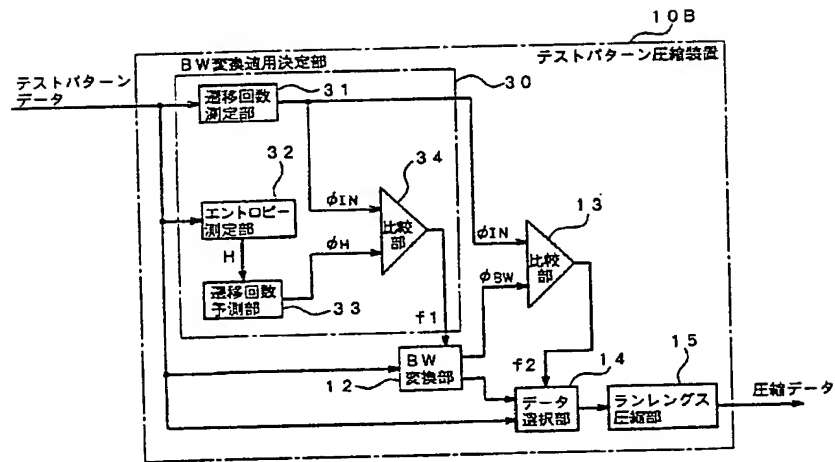 10B
BW変換適用決定部
テストパターン圧縮装置
テストパターン
データ
30
遷移回数
測定部
31
32
34
エントロピー
測定部
φIN
比較部
φH
H
遷移回数
予測部
33
φIN
比較部
φBW
13
f1
f2
BW
変換部
12
14
データ
選択部
15
ランレングス
圧縮部
圧縮データ